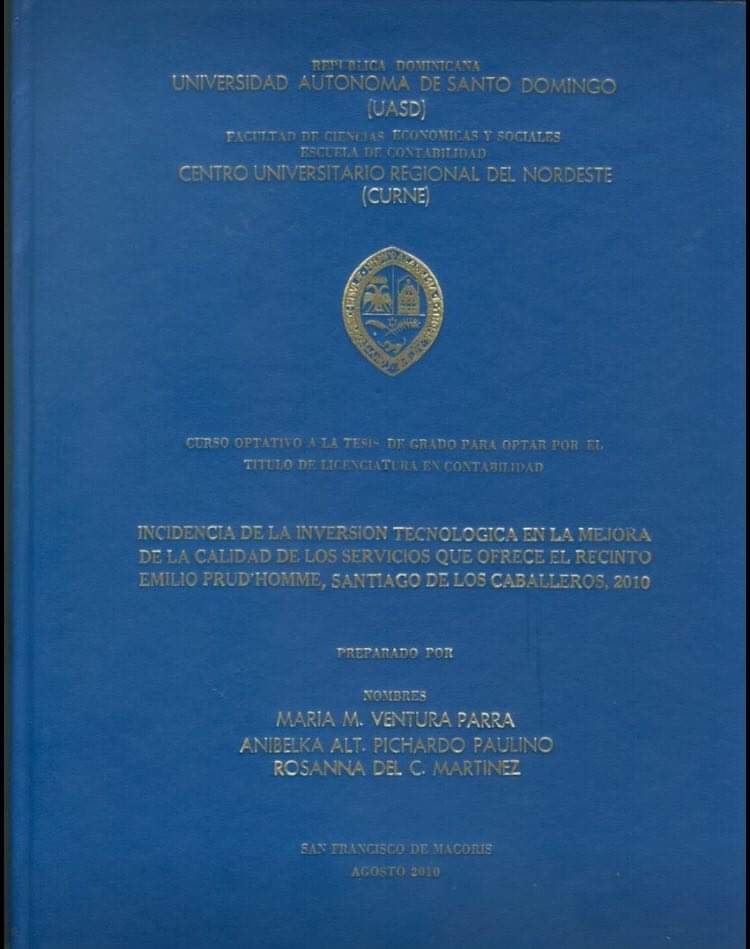 REPUBLICA DOMINICANA
UNIVERSIDAD AUTONOMA DE SANTO DOMINGO
(UASD)
FACULTAD DE CIENCIAS ECONOMICAS Y SOCIALES
ESCUELA DE CONTABILIDAD
CENTRO UNIVERSITARIO REGIONAL DEL NORDESTE
(CURNE)
CURSO OPTATIVO A LA TESIS DE GRADO PARA OPTAR POR EL
TITULO DE LICENCIATURA EN CONTABILIDAD
INCIDENCIA DE LA INVERSION TECNOLOGICA EN LA MEJORA
DE LA CALIDAD DE LOS SERVICIOS QUE OFRECE EL RECINTO
EMILIO PRUD'HOMME, SANTIAGO DE LOS CABALLEROS, 2010
PREPARADO POR
NOMBRES
MARIA M. VENTURA PARRA
ANIBELKA ALT. PICHARDO PAULINO
ROSANNA DEL C. MARTINEZ
SAN FRANCISCO DE MACORIS
AGOSTO 2010